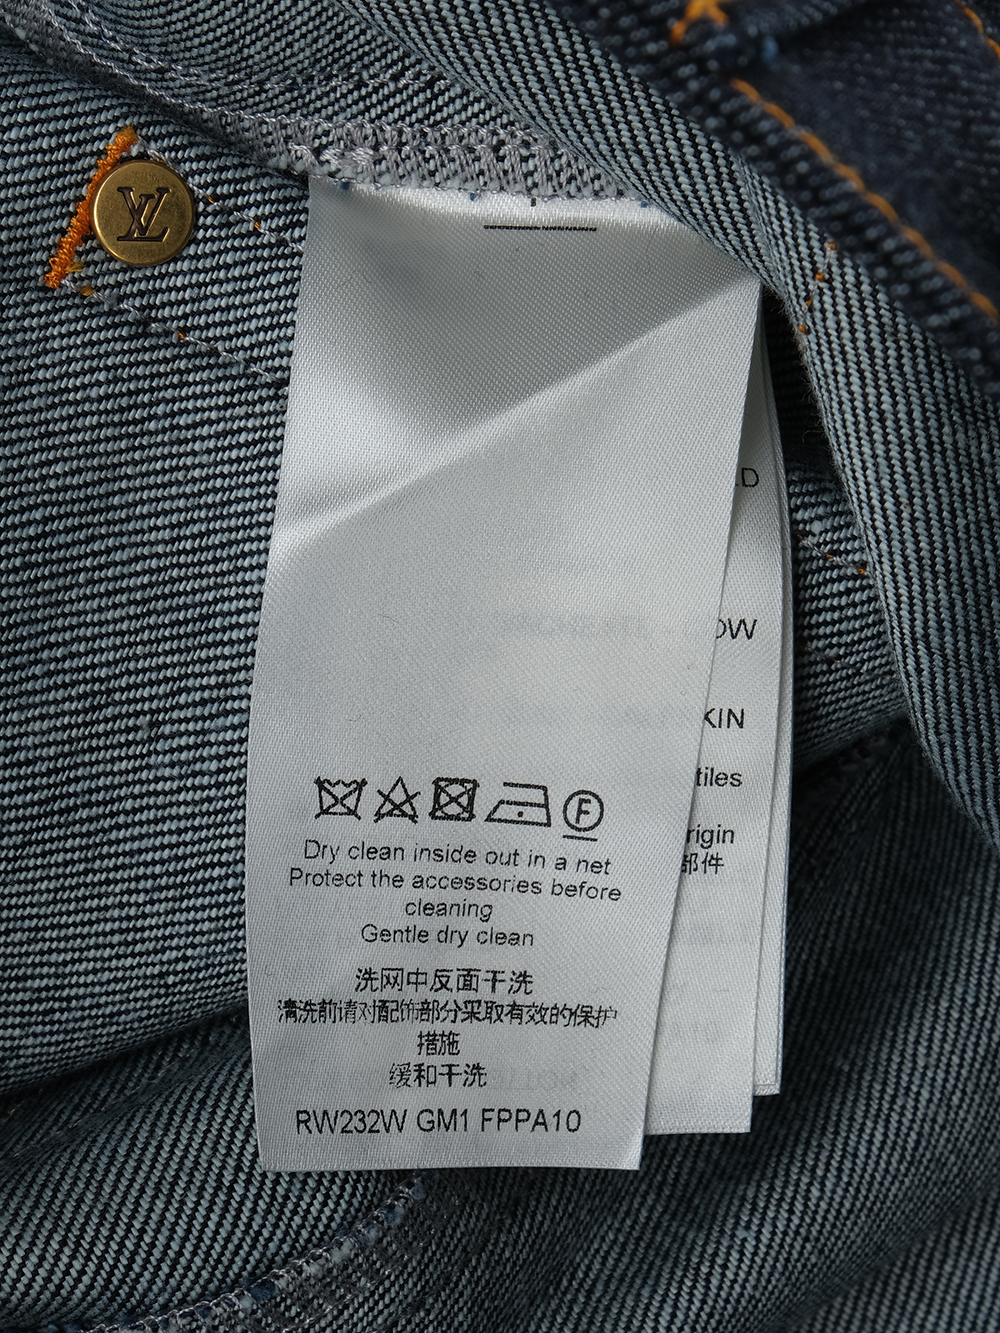 LV
D
OW
KIN
tiles
rigin
部件
F
Dry clean inside out in a net
Protect the accessories before
cleaning
Gentle dry clean
洗网中反面干洗
清洗前请对配饰部分采取有效的保护
措施
缓和干洗
RW232W GM1 FPPA10